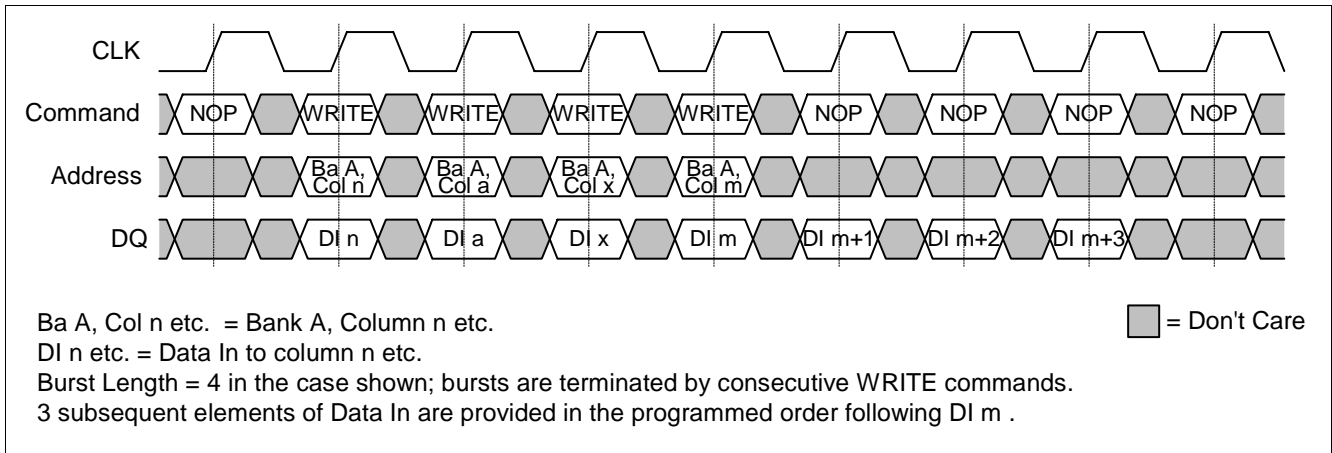 CLK
Command NOP WRITE WRITE WRITE WRITE NOP NOP NOP NOP
Address Ba A, Ba A, Ba A, Ba A,
Col n Col a Col x Col m
DQ DI n DI a DI x DI m DI m+1 DI m+2 DI m+3
Ba A, Col n etc. = Bank A, Column n etc.
= Don't Care
DI n etc. = Data In to column n etc.
Burst Length = 4 in the case shown; bursts are terminated by consecutive WRITE commands.
3 subsequent elements of Data In are provided in the programmed order following DI m .